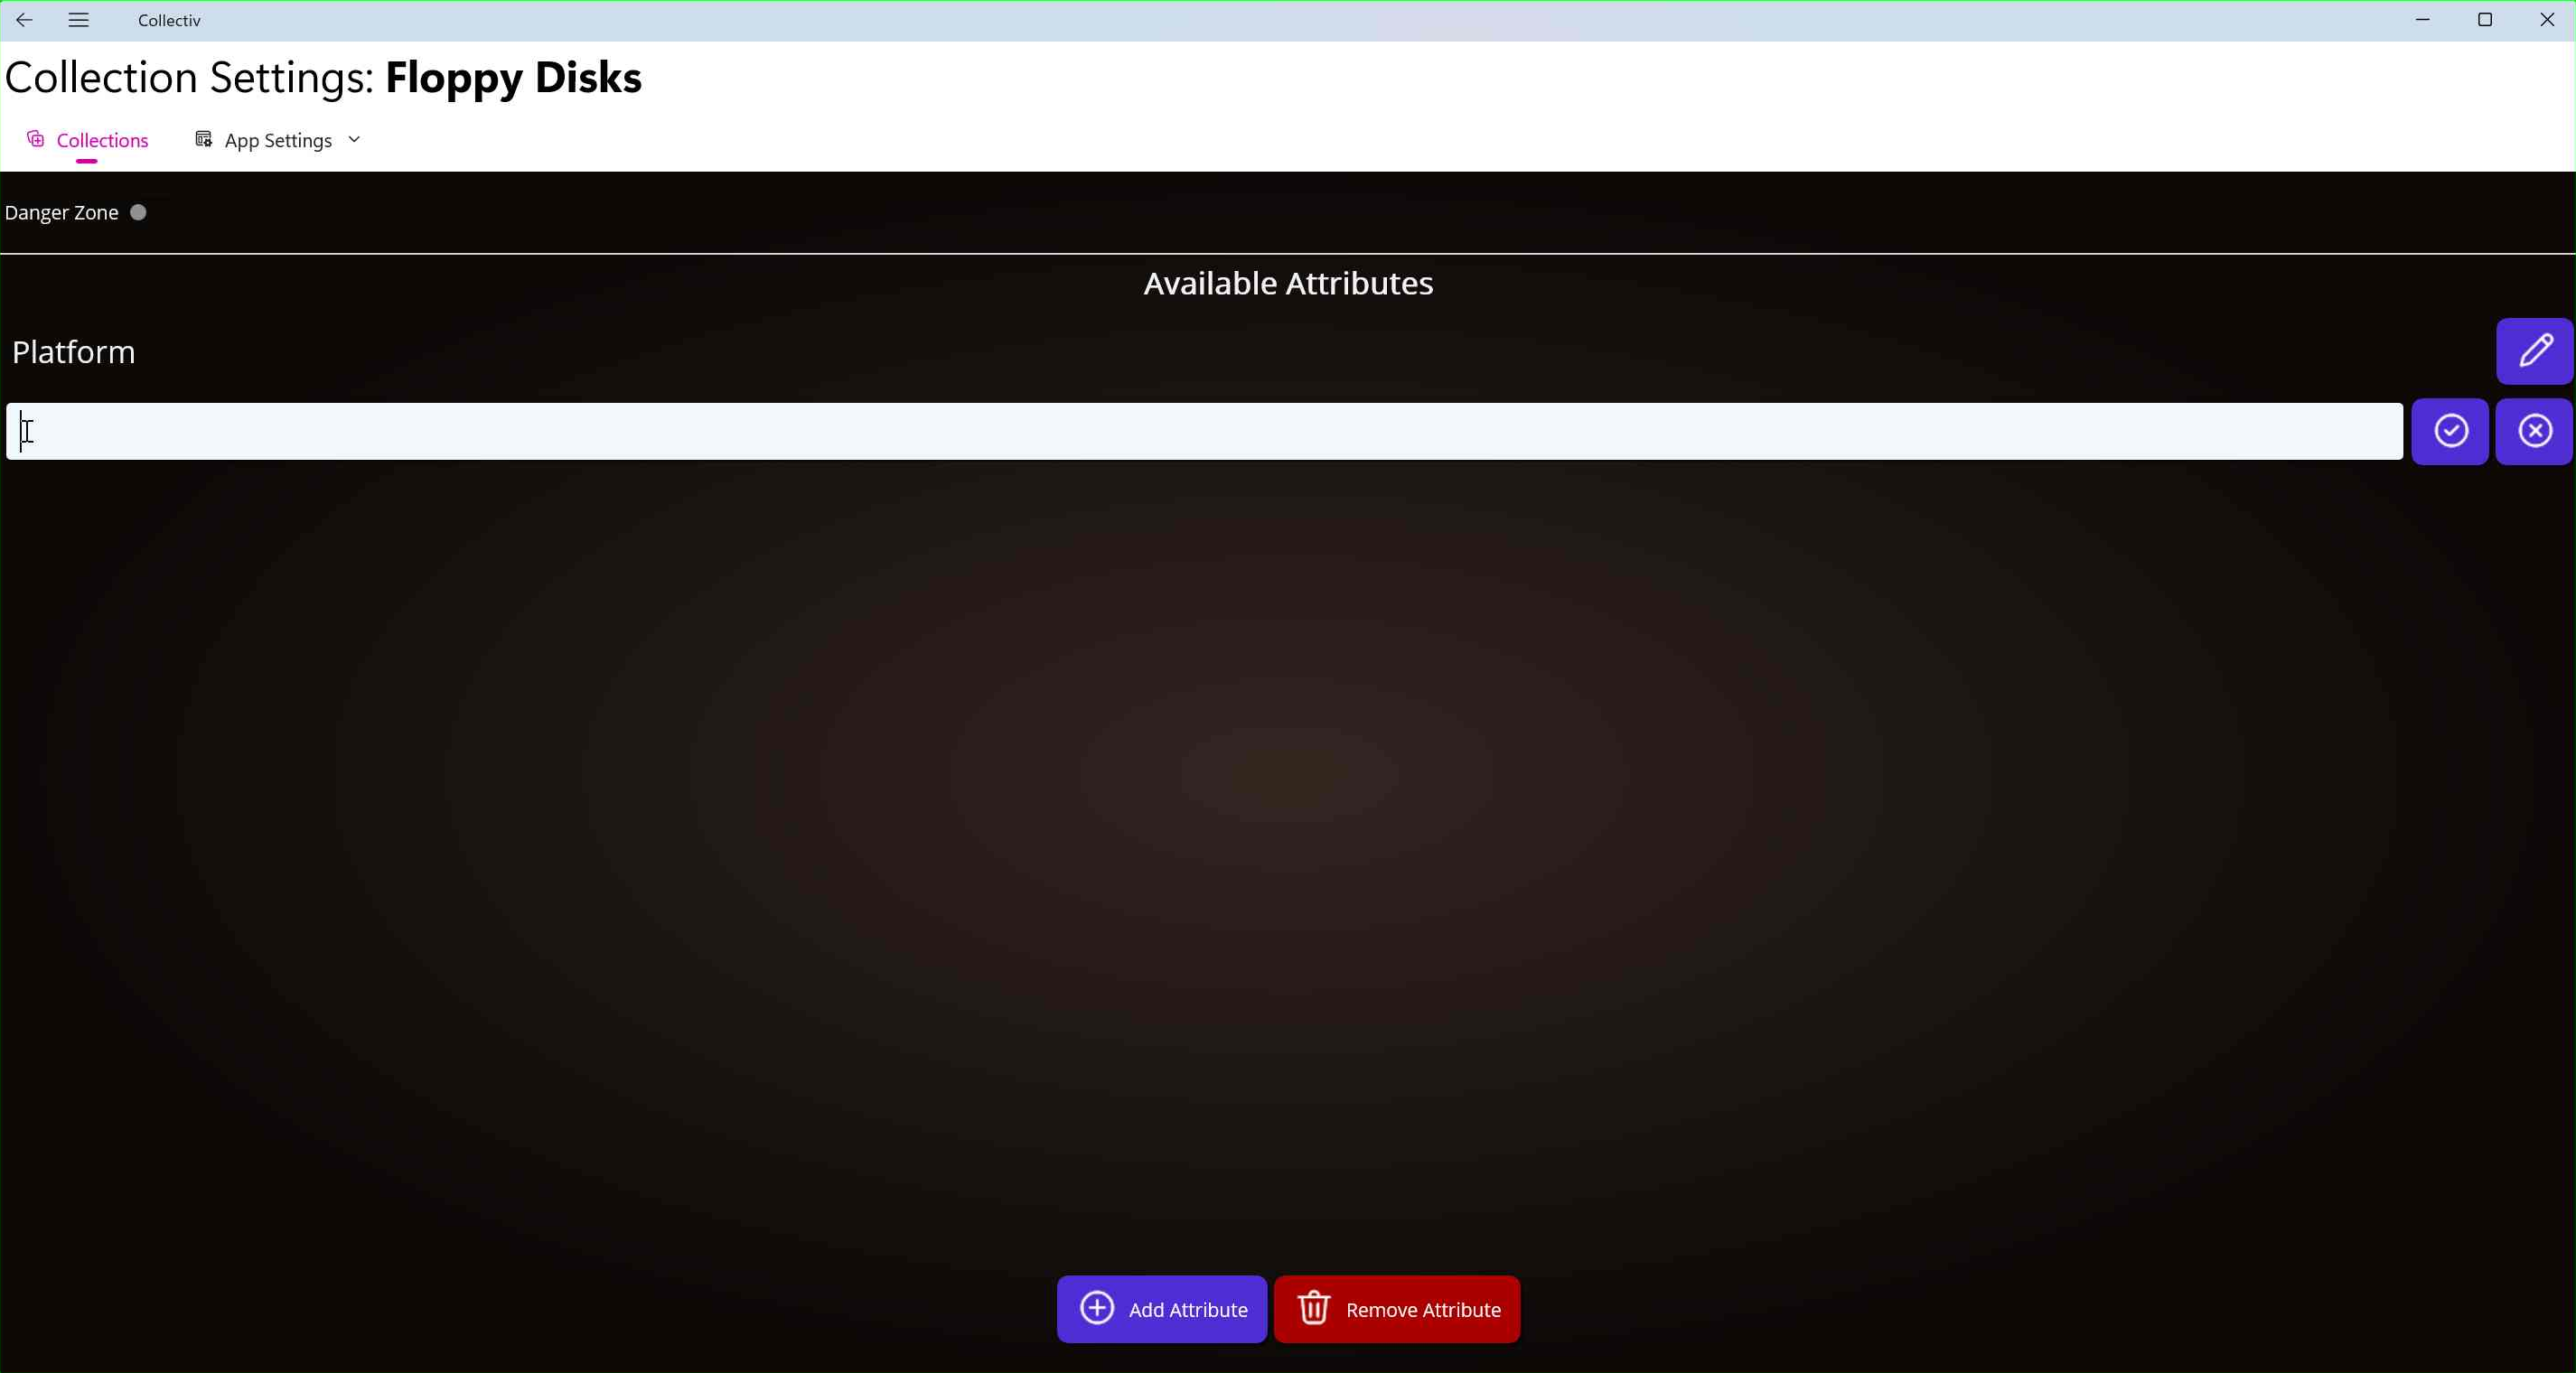 Collectiv
Collection Settings: Floppy Disks
Collections
App Settings
Danger Zone
Available Attributes
Platform
Add Attribute
Remove Attribute